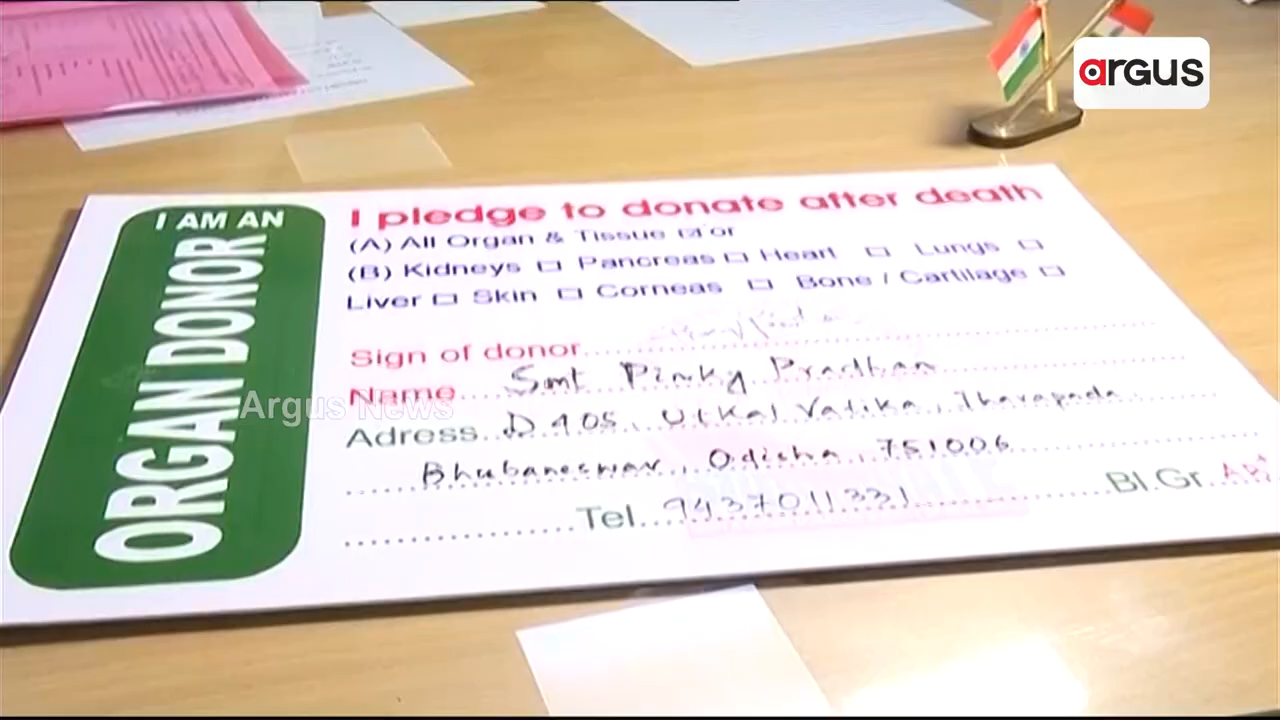 argus
I AM AN
ORGAN DONOR
I pledge to donate after death
(A) All Organ & Tissue ☑ or
(B) Kidneys □ Pancreas □ Heart □ Lungs □
Liver □ Skin □ Corneas □ Bone / Cartilage □
Sign of donor
Name Smt Pinky Pradhan
Adress D 405, Utkal Vatika, Jharapada
Bhubaneswar, Odisha, 751006
Tel. 9437011331 Bl.Gr. AB+
Argus News